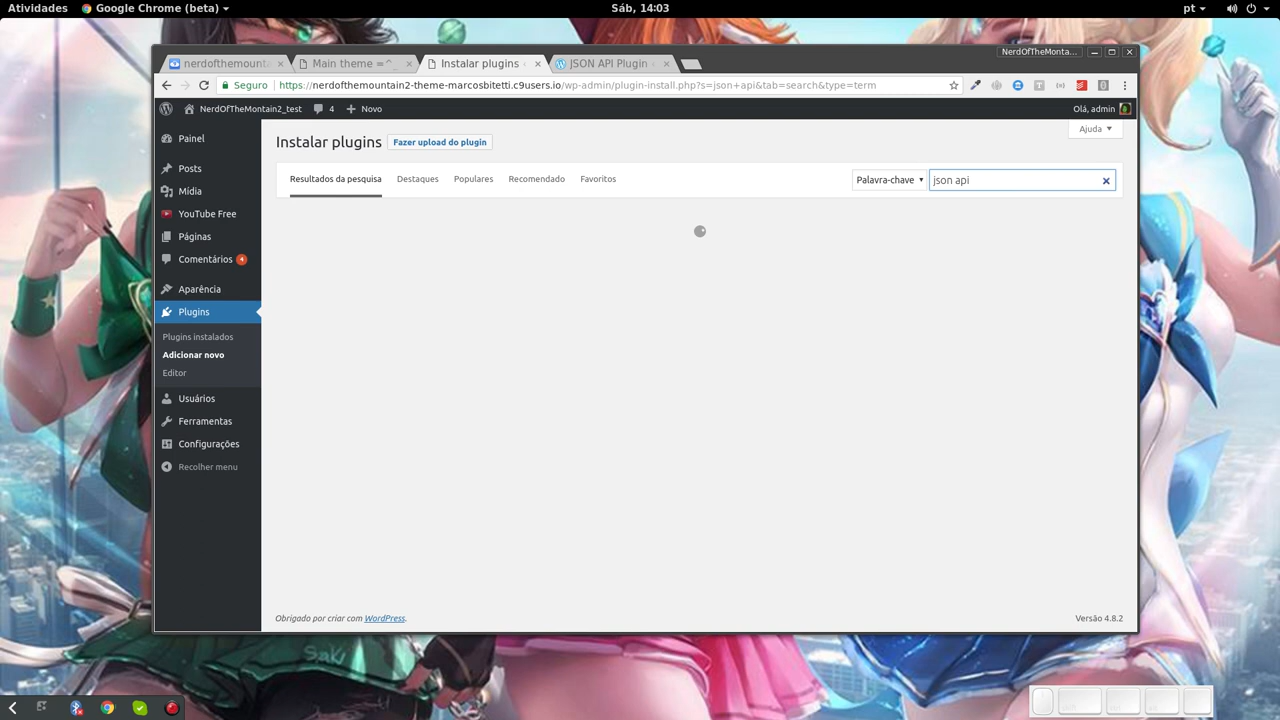 Atividades Google Chrome (beta) Sáb, 14:03 pt
NerdOfTheMonta...
nerdofthemounta Moin theme =^_ Instalar plugins JSON API Plugin
Seguro https://nerdofthemountain2-theme-marcosbitetti.c9users.io/wp-admin/plugin-install.php?s=json+api&tab=search&type=term
NerdOfTheMontain2_test 4 Novo Olá, admin
Ajuda
Painel
Posts
Mídia
YouTube Free
Páginas
Comentários 4
Aparência
Plugins
Plugins instalados
Adicionar novo
Editor
Usuários
Ferramentas
Configurações
Recolher menu
Instalar plugins Fazer upload do plugin
Resultados da pesquisa Destaques Populares Recomendado Favoritos Palavra-chave json api
Obrigado por criar com WordPress. Versão 4.8.2